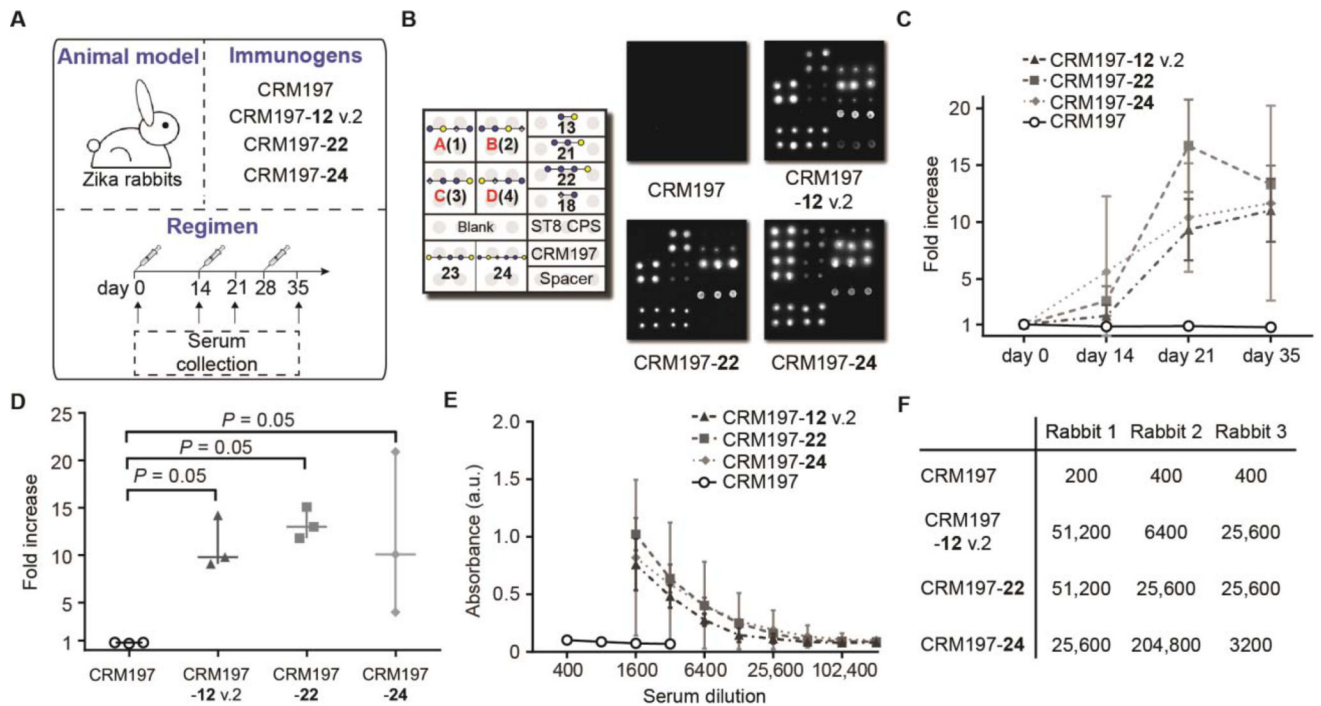 A
Animal model
Zika rabbits
Immunogens
CRM197
CRM197-12 v.2
CRM197-22
CRM197-24
Regimen
day 0 14 21 28 35
Serum
collection
B
A(1) B(2) 13
21
C(3) D(4) 22
18
Blank ST8 CPS
23 24 CRM197
Spacer
CRM197
CRM197
-12 v.2
CRM197-22
CRM197-24
C
CRM197-12 v.2
CRM197-22
CRM197-24
CRM197
Fold increase
20
15
10
5
1
day 0 day 14 day 21 day 35
D
Fold increase
25
20
15
10
5
1
P = 0.05
P = 0.05
P = 0.05
CRM197 CRM197 CRM197 CRM197
-12 v.2 -22 -24
E
CRM197-12 v.2
CRM197-22
CRM197-24
CRM197
Absorbance (a.u.)
2.0
1.5
1.0
0.5
0
400 1600 6400 25,600 102,400
Serum dilution
F
Rabbit 1 Rabbit 2 Rabbit 3
CRM197 200 400 400
CRM197
-12 v.2 51,200 6400 25,600
CRM197-22 51,200 25,600 25,600
CRM197-24 25,600 204,800 3200